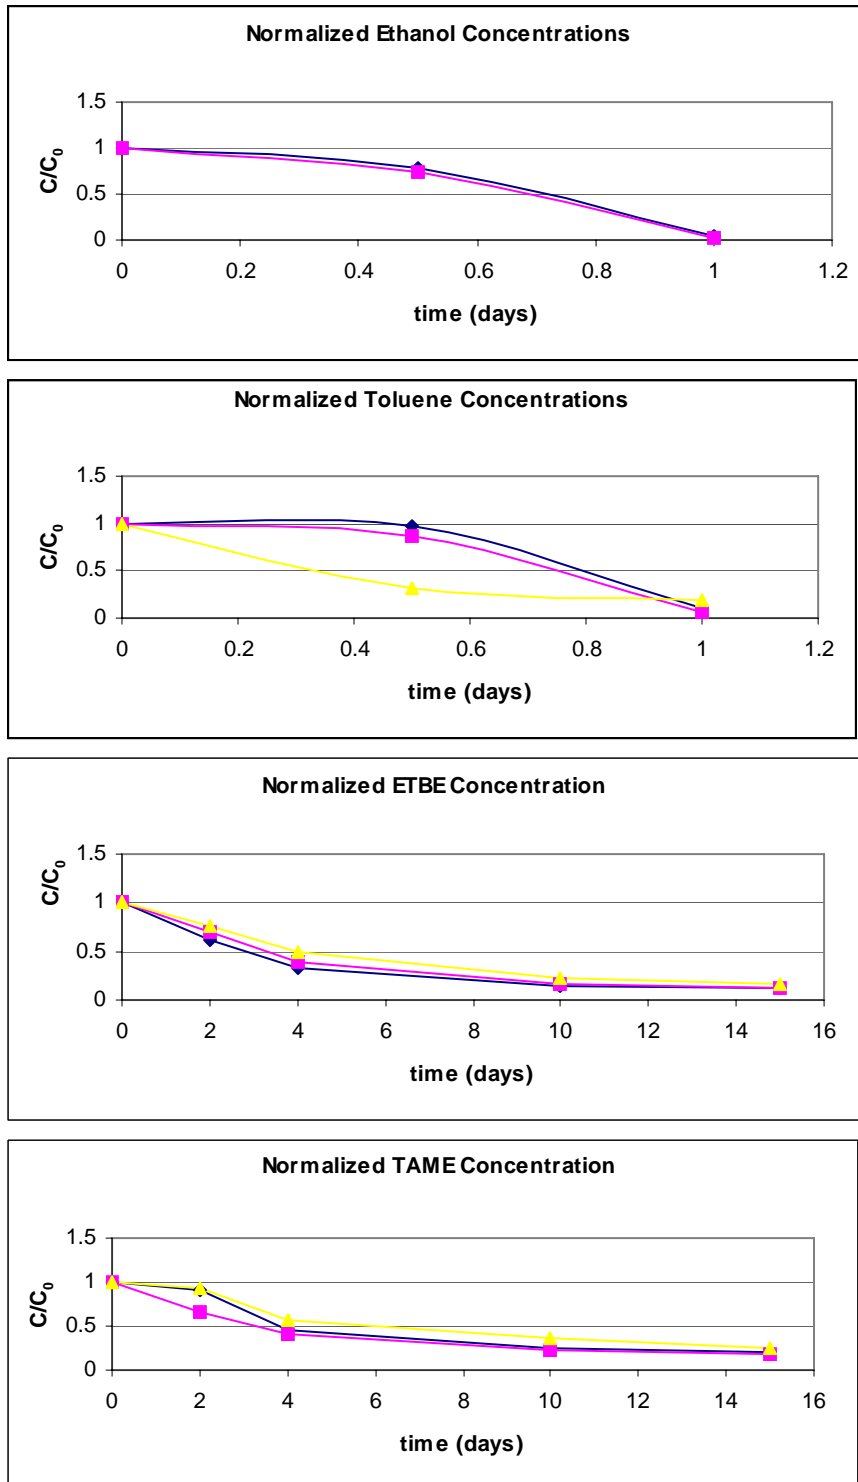 Normalized Ethanol Concentrations
1.5
1
0.5
0
C/C₀
0 0.2 0.4 0.6 0.8 1 1.2
time (days)
Normalized Toluene Concentrations
1.5
1
0.5
0
C/C₀
0 0.2 0.4 0.6 0.8 1 1.2
time (days)
Normalized ETBE Concentration
1.5
1
0.5
0
C/C₀
0 2 4 6 8 10 12 14 16
time (days)
Normalized TAME Concentration
1.5
1
0.5
0
C/C₀
0 2 4 6 8 10 12 14 16
time (days)